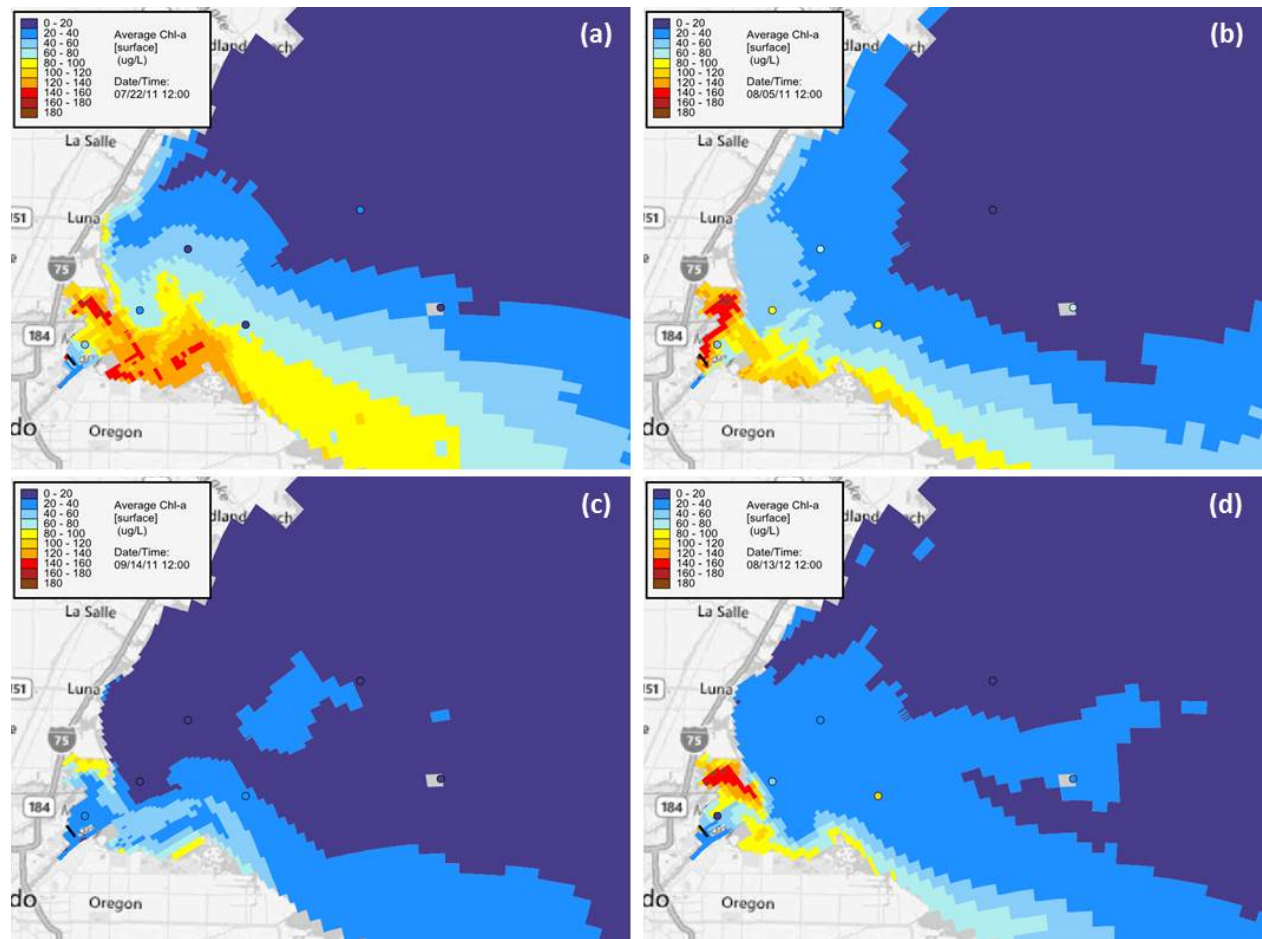 0 - 20
20 - 40
40 - 60
60 - 80
80 - 100
100 - 120
120 - 140
140 - 160
160 - 180
180
Average Chl-a
[surface]
(ug/L)
Date/Time:
07/22/11 12:00
(a)
La Salle
Luna
75
184
Oregon
do
0 - 20
20 - 40
40 - 60
60 - 80
80 - 100
100 - 120
120 - 140
140 - 160
160 - 180
180
Average Chl-a
[surface]
(ug/L)
Date/Time:
08/05/11 12:00
(b)
La Salle
151
Luna
75
184
Oregon
do
0 - 20
20 - 40
40 - 60
60 - 80
80 - 100
100 - 120
120 - 140
140 - 160
160 - 180
180
Average Chl-a
[surface]
(ug/L)
Date/Time:
09/14/11 12:00
(c)
La Salle
151
Luna
75
184
Oregon
do
0 - 20
20 - 40
40 - 60
60 - 80
80 - 100
100 - 120
120 - 140
140 - 160
160 - 180
180
Average Chl-a
[surface]
(ug/L)
Date/Time:
08/13/12 12:00
(d)
La Salle
151
Luna
75
184
Oregon
do